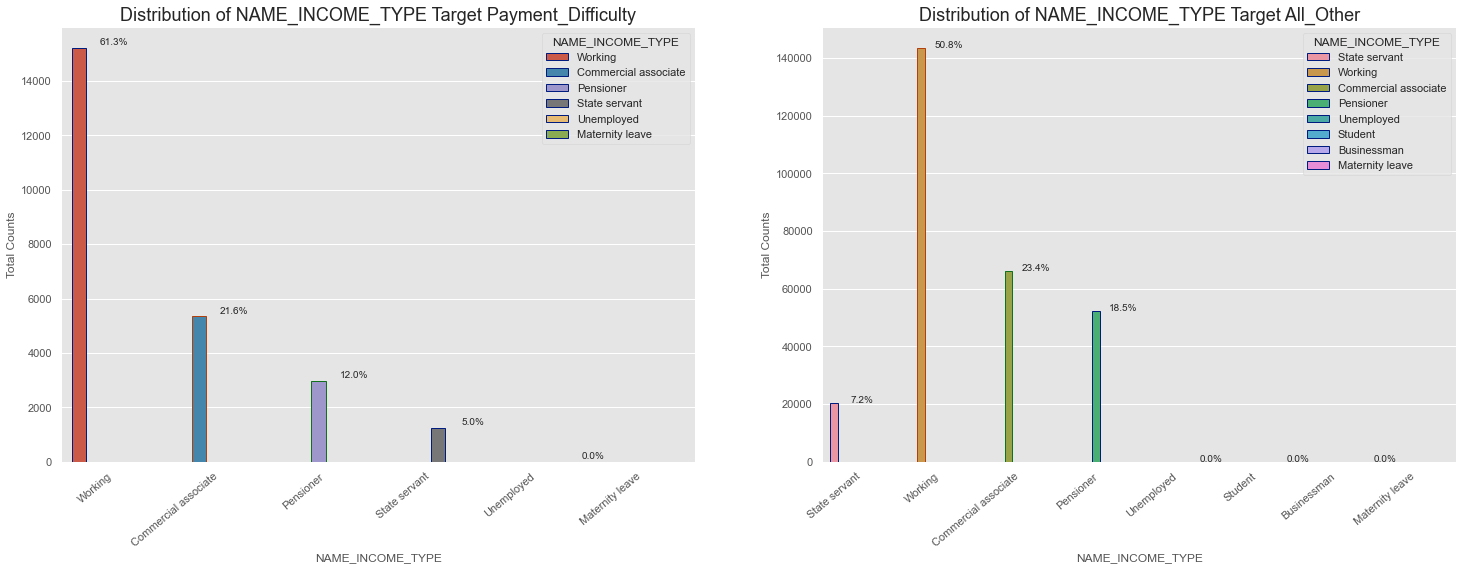 Distribution of NAME_INCOME_TYPE Target Payment_Difficulty
Total Counts
14000
12000
10000
8000
6000
4000
2000
0
61.3%
21.6%
12.0%
5.0%
0.0%
NAME_INCOME_TYPE
Working
Commercial associate
Pensioner
State servant
Unemployed
Maternity leave
Working
Commercial associate
Pensioner
State servant
Unemployed
Maternity leave
NAME_INCOME_TYPE
Distribution of NAME_INCOME_TYPE Target All_Other
Total Counts
140000
120000
100000
80000
60000
40000
20000
0
7.2%
50.8%
23.4%
18.5%
0.0%
0.0%
0.0%
NAME_INCOME_TYPE
State servant
Working
Commercial associate
Pensioner
Unemployed
Student
Businessman
Maternity leave
State servant
Working
Commercial associate
Pensioner
Unemployed
Student
Businessman
Maternity leave
NAME_INCOME_TYPE